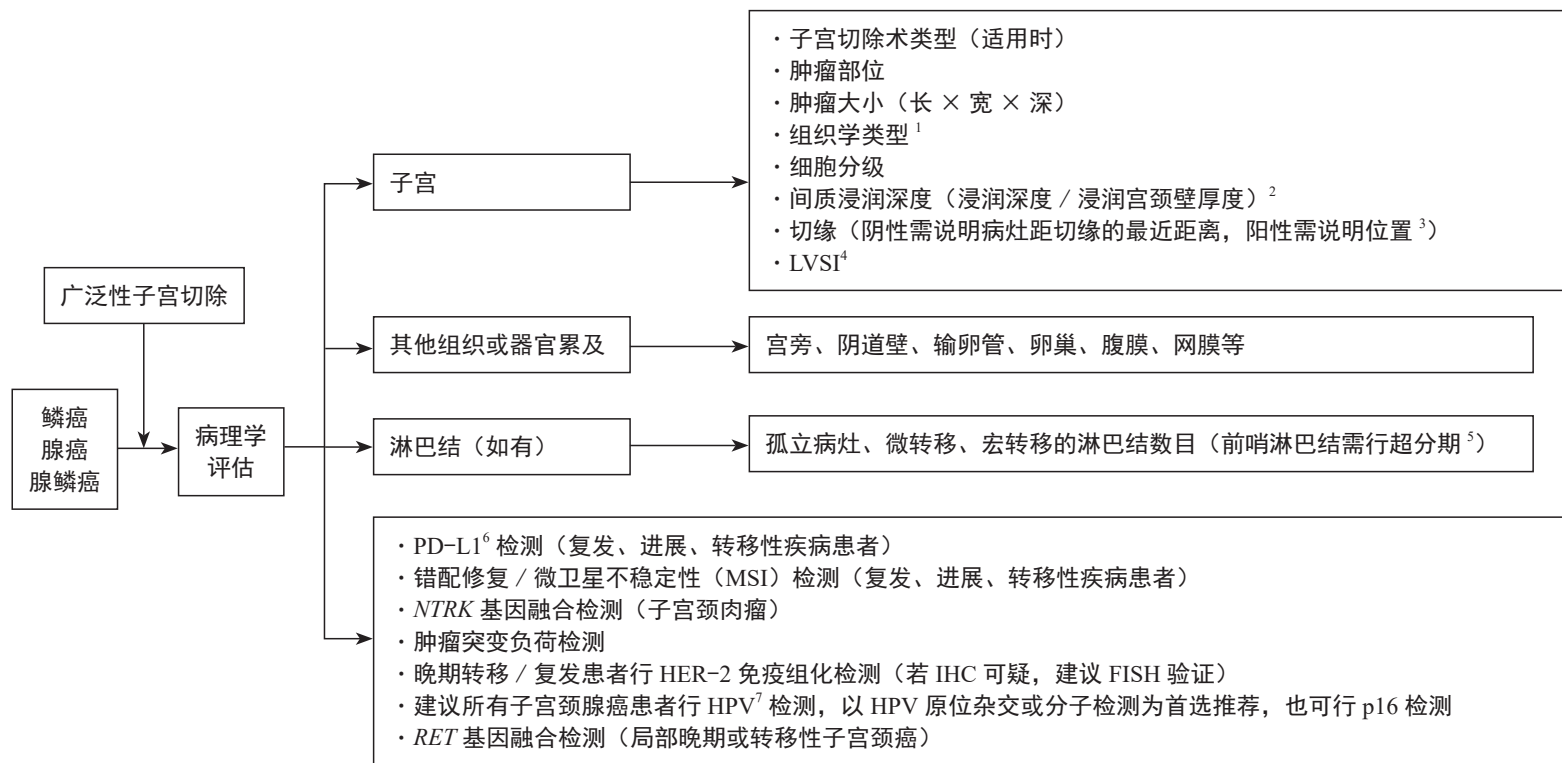 广泛性子宫切除
鳞癌
腺癌
腺鳞癌
病理学
评估
子宫
· 子宫切除术类型（适用时）
· 肿瘤部位
· 肿瘤大小（长 × 宽 × 深）
· 组织学类型 1
· 细胞分级
· 间质浸润深度（浸润深度 / 浸润宫颈壁厚度）2
· 切缘（阴性需说明病灶距切缘的最近距离，阳性需说明位置 3）
· LVSI4
其他组织或器官累及
宫旁、阴道壁、输卵管、卵巢、腹膜、网膜等
淋巴结（如有）
孤立病灶、微转移、宏转移的淋巴结数目（前哨淋巴结需行超分期 5）
· PD-L16 检测（复发、进展、转移性疾病患者）
· 错配修复 / 微卫星不稳定性（MSI）检测（复发、进展、转移性疾病患者）
· NTRK 基因融合检测（子宫颈肉瘤）
· 肿瘤突变负荷检测
· 晚期转移 / 复发患者行 HER-2 免疫组化检测（若 IHC 可疑，建议 FISH 验证）
· 建议所有子宫颈腺癌患者行 HPV7 检测，以 HPV 原位杂交或分子检测为首选推荐，也可行 p16 检测
· RET 基因融合检测（局部晚期或转移性子宫颈癌）